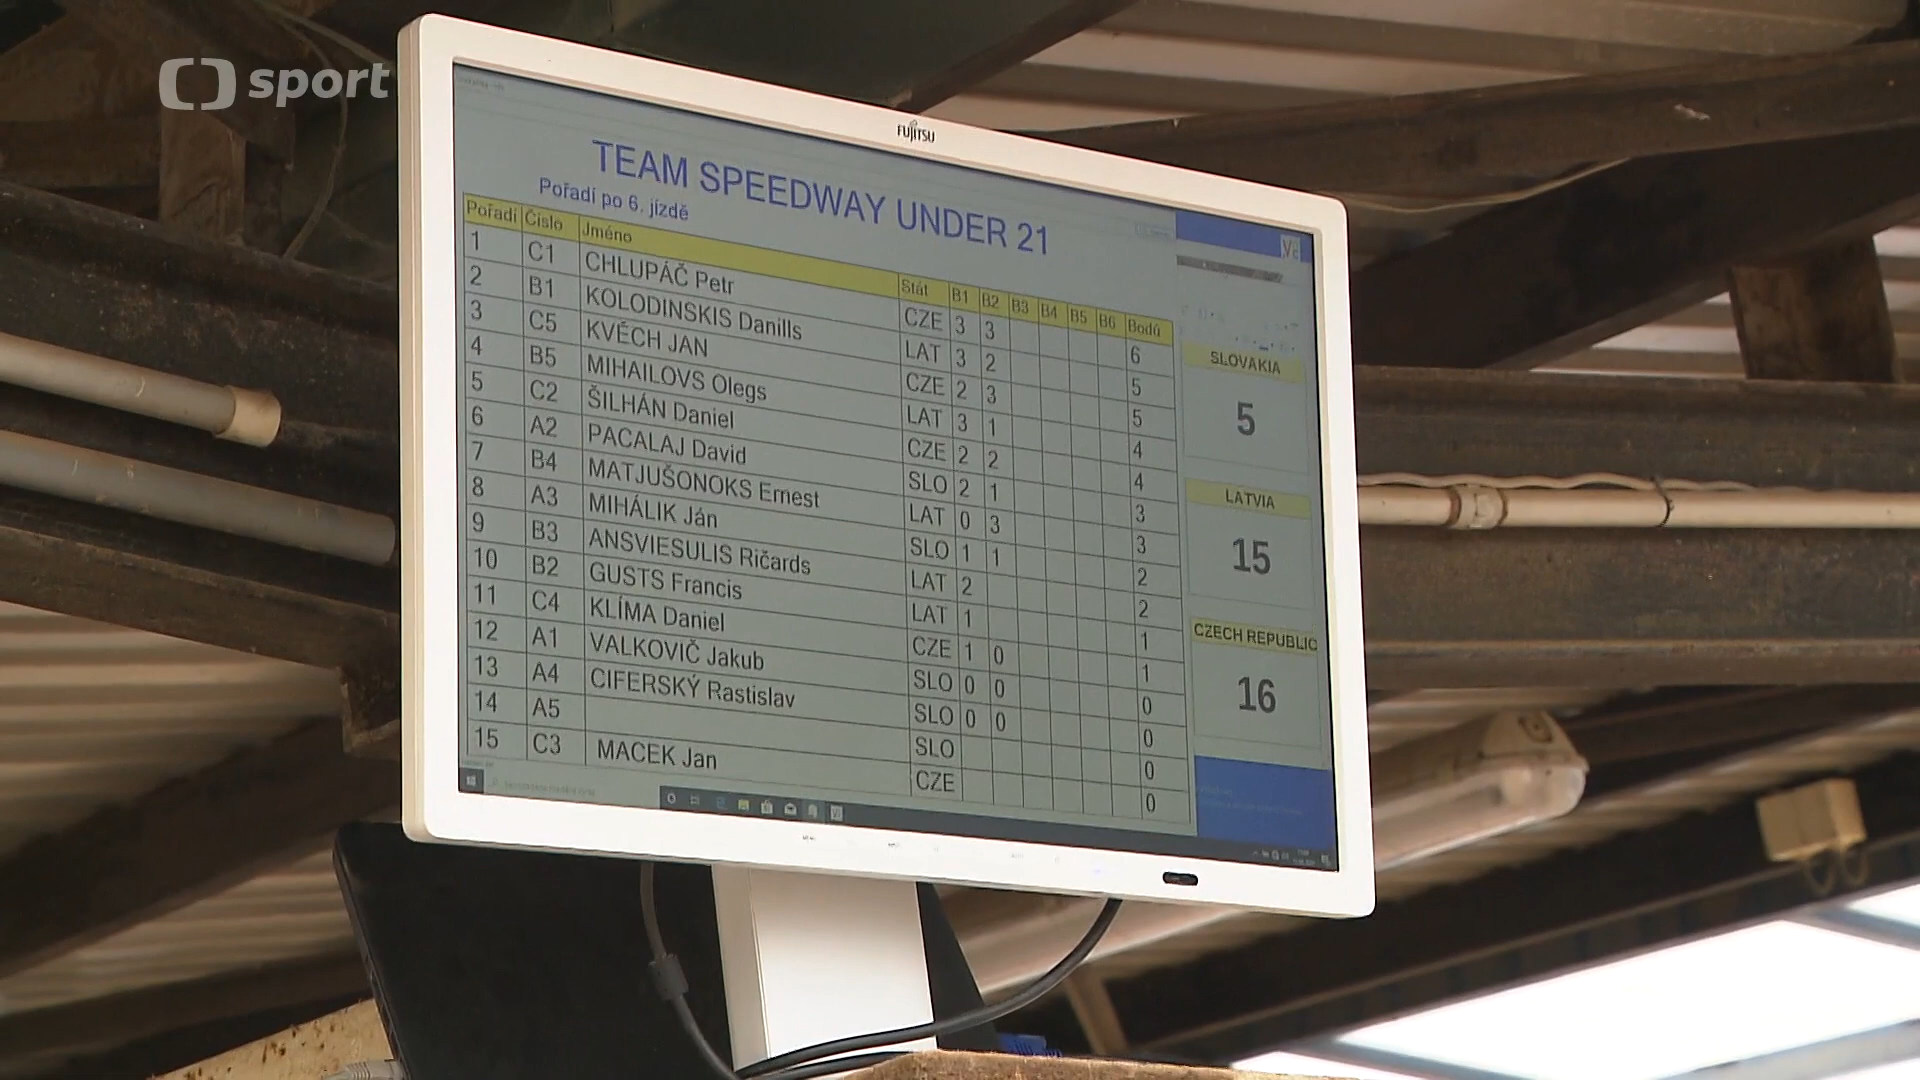 sport
FUJITSU
TEAM SPEEDWAY UNDER 21
Pořadí po 6. jízdě
Pořadí Číslo Jméno Stát B1 B2 B3 B4 B5 B6 Bodů
1 C1 CHLUPÁČ Petr CZE 3 3 6
2 B1 KOLODINSKIS Danills LAT 3 2 5
3 C5 KVĚCH JAN CZE 2 3 5
4 B5 MIHAILOVS Olegs LAT 3 1 4
5 C2 ŠILHÁN Daniel CZE 2 2 4
6 A2 PACALAJ David SLO 2 1 3
7 B4 MATJUŠONOKS Ernest LAT 0 3 3
8 A3 MIHÁLIK Ján SLO 1 1 2
9 B3 ANSVIESULIS Ričards LAT 2 2
10 B2 GUSTS Francis LAT 1 1
11 C4 KLÍMA Daniel CZE 1 0 1
12 A1 VALKOVIČ Jakub SLO 0 0 0
13 A4 CIFERSKÝ Rastislav SLO 0 0 0
14 A5 SLO 0
15 C3 MACEK Jan CZE 0
SLOVAKIA
5
LATVIA
15
CZECH REPUBLIC
16